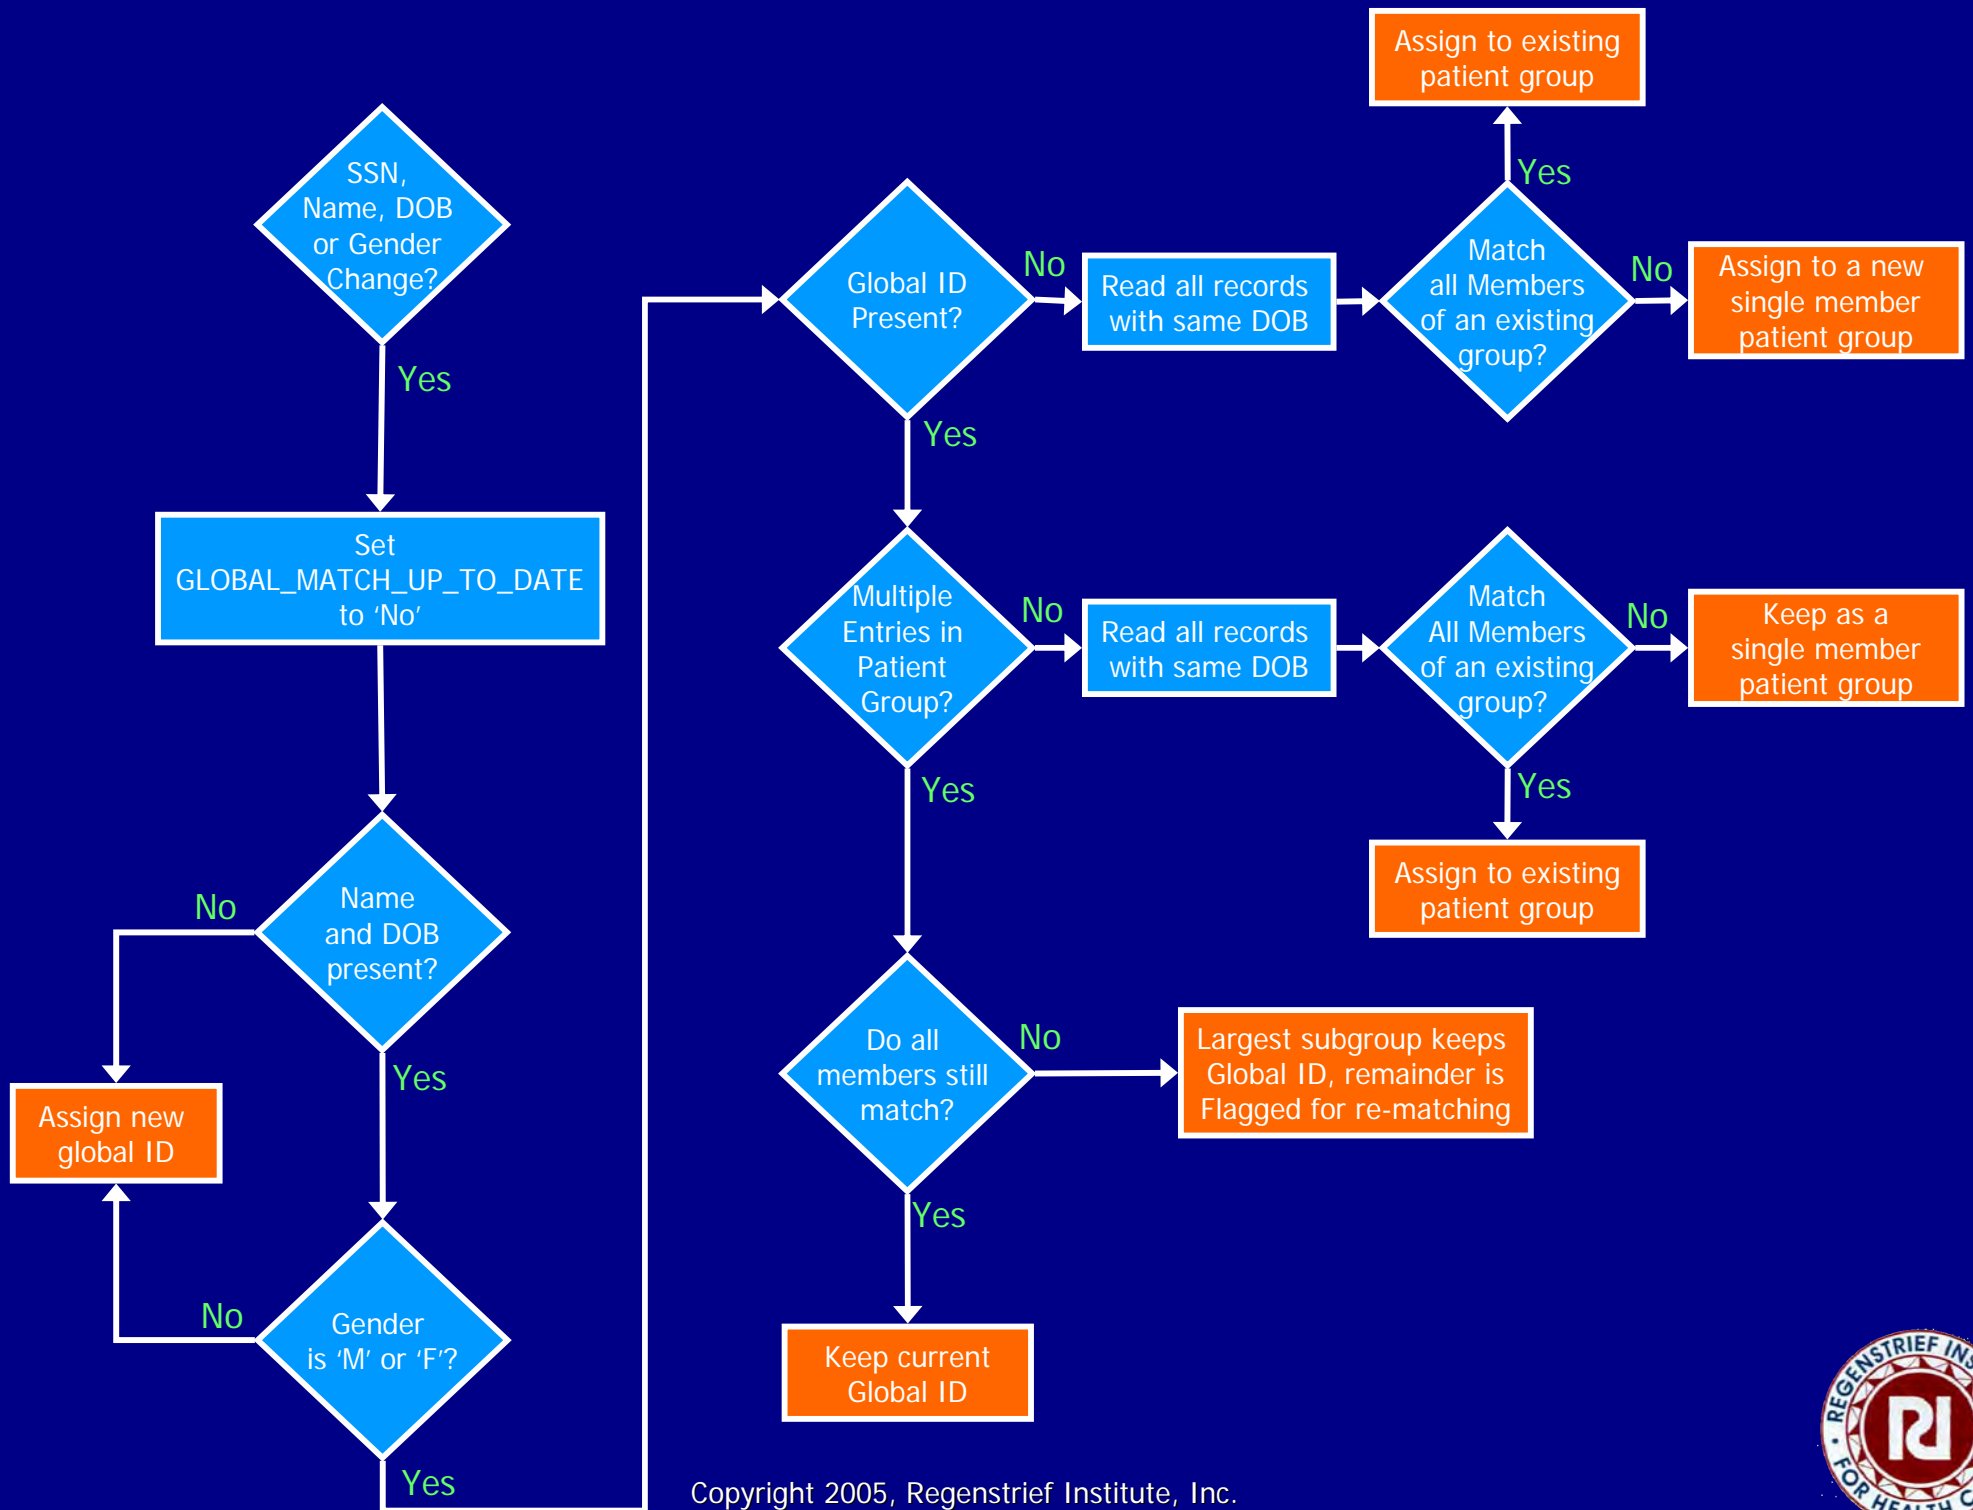 SSN,
Name, DOB
or Gender
Change?
Yes
Set
GLOBAL_MATCH_UP_TO_DATE
to ‘No’
Name
and DOB
present?
No
Yes
Assign new
global ID
Gender
is ‘M’ or ‘F’?
No
Yes
Global ID
Present?
No
Yes
Read all records
with same DOB
Match
all Members
of an existing
group?
Yes
No
Assign to existing
patient group
Assign to a new
single member
patient group
Multiple
Entries in
Patient
Group?
No
Yes
Read all records
with same DOB
Match
All Members
of an existing
group?
No
Yes
Keep as a
single member
patient group
Assign to existing
patient group
Do all
members still
match?
No
Yes
Largest subgroup keeps
Global ID, remainder is
Flagged for re-matching
Keep current
Global ID
Copyright 2005, Regenstrief Institute, Inc.
REGENSTRIEF INS
FOR HEALTH C